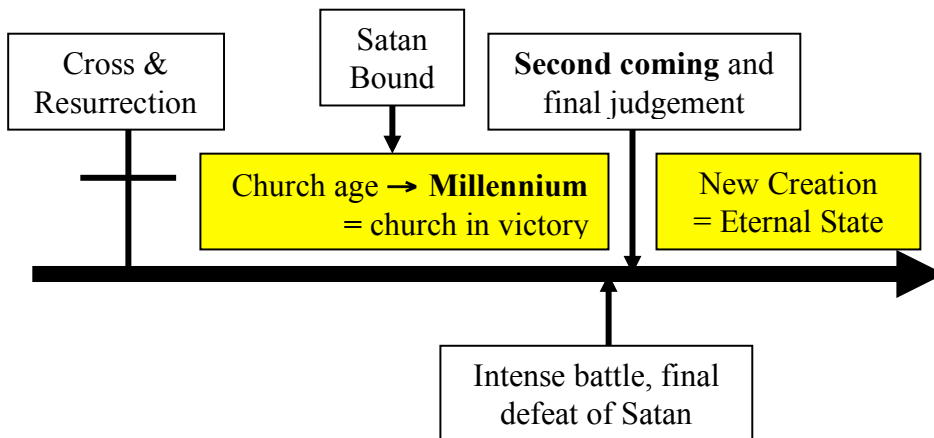 Cross &
Resurrection
Satan
Bound
Second coming and
final judgement
Church age → Millennium
= church in victory
New Creation
= Eternal State
Intense battle, final
defeat of Satan